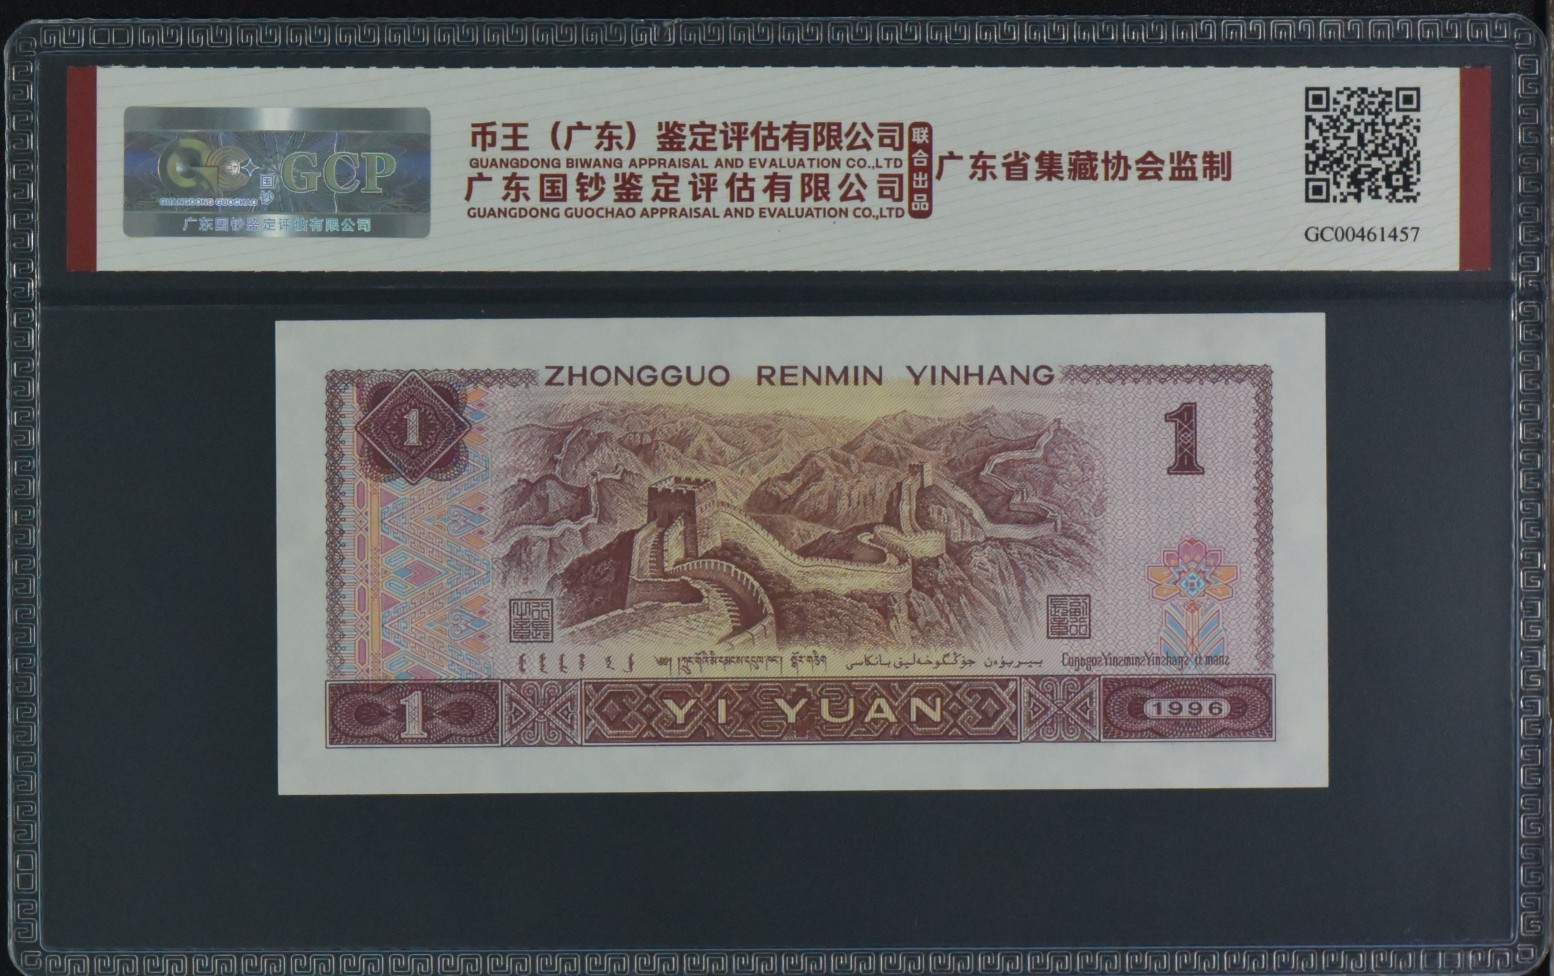 币王（广东）鉴定评估有限公司
GUANGDONG BIWANG APPRAISAL AND EVALUATION CO.,LTD
广东国钞鉴定评估有限公司
GUANGDONG GUOCHAO APPRAISAL AND EVALUATION CO.,LTD
联合出品
广东省集藏协会监制
GCP
国钞
GUANGDONG GUOCHAO
广东国钞鉴定评估有限公司
GC00461457
ZHONGGUO RENMIN YINHANG
1
1
1
YI YUAN
1996